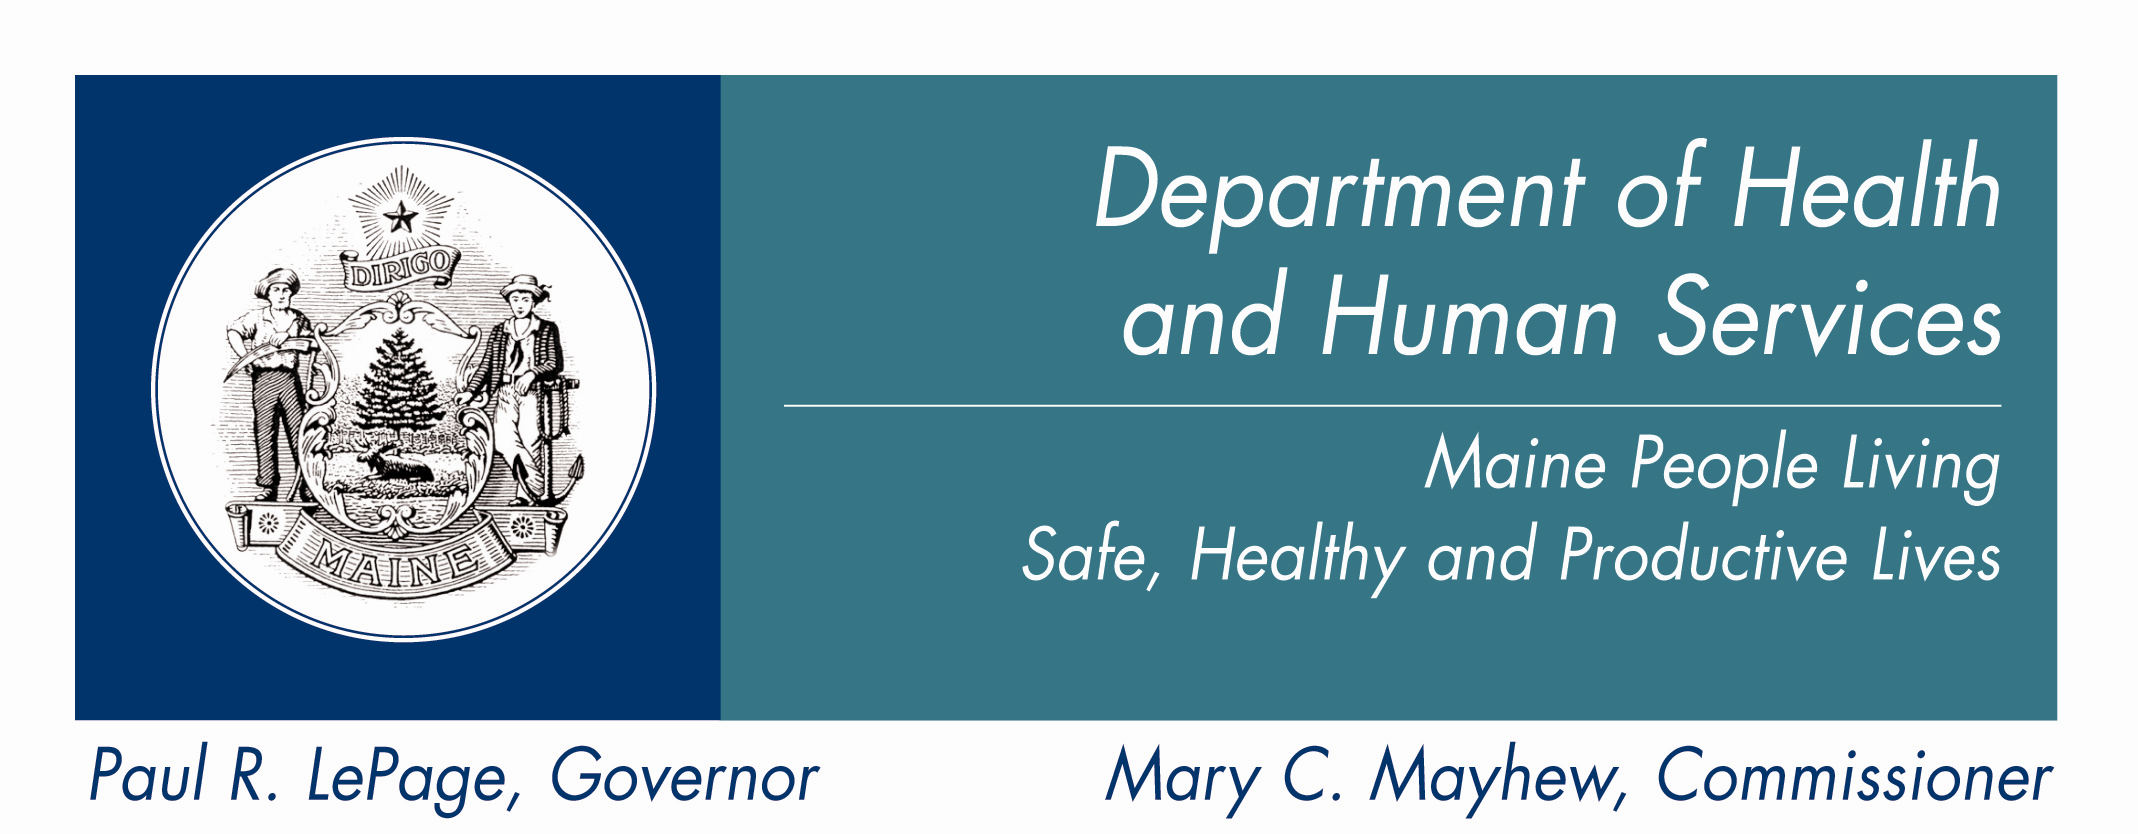 DIRIGO
MAINE
Department of Health
and Human Services
Maine People Living
Safe, Healthy and Productive Lives
Paul R. LePage, Governor
Mary C. Mayhew, Commissioner